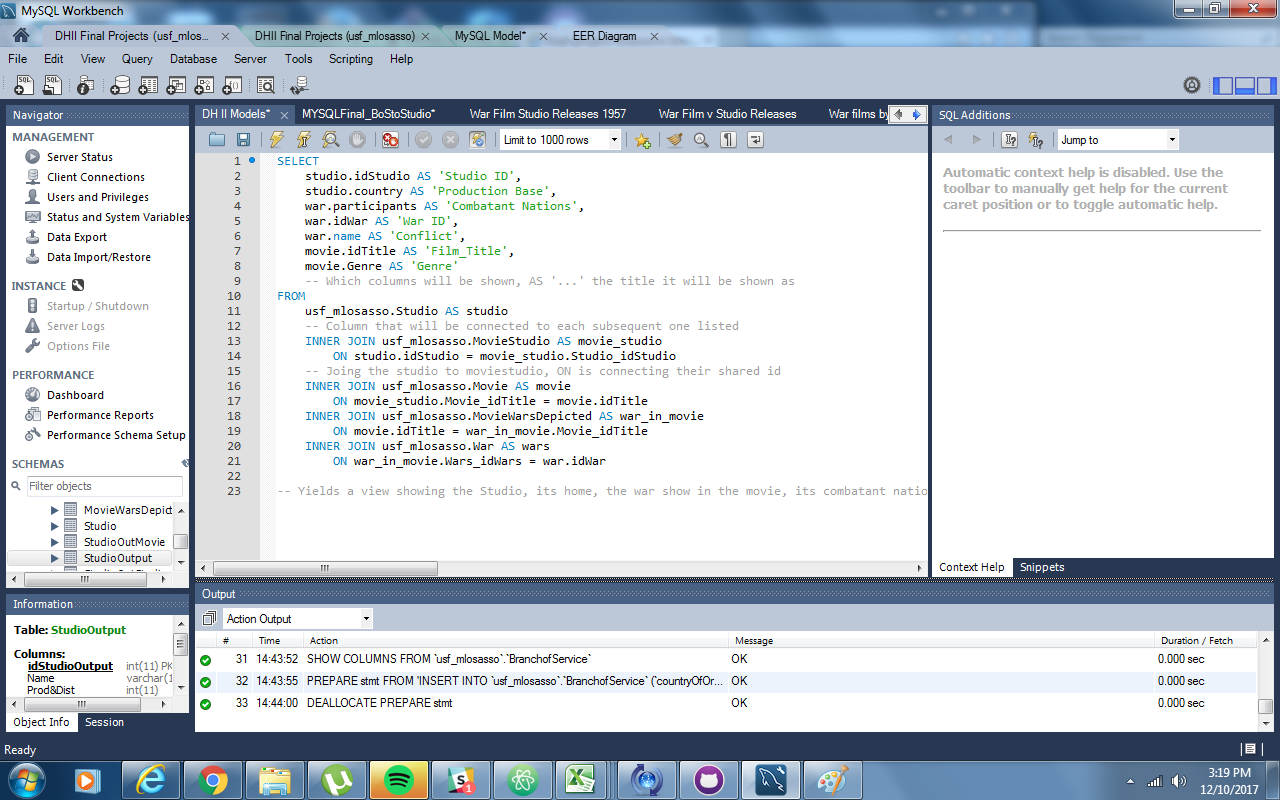 MySQL Workbench
DHII Final Projects (usf_mlos...
DHII Final Projects (usf_mlosasso)
MySQL Model*
EER Diagram
File Edit View Query Database Server Tools Scripting Help
Navigator
MANAGEMENT
Server Status
Client Connections
Users and Privileges
Status and System Variables
Data Export
Data Import/Restore
INSTANCE
Startup / Shutdown
Server Logs
Options File
PERFORMANCE
Dashboard
Performance Reports
Performance Schema Setup
SCHEMAS
Filter objects
MovieWarsDepict
Studio
StudioOutMovie
StudioOutput
Information
Table: StudioOutput
Columns:
idStudioOutput int(11) PK
Name varchar(1
Prod&Dist int(11)
Object Info Session
DH II Models* MYSQLFinal_BoStoStudio* War Film Studio Releases 1957 War Film v Studio Releases War films by
Limit to 1000 rows
1 SELECT
2 studio.idStudio AS 'Studio ID',
3 studio.country AS 'Production Base',
4 war.participants AS 'Combatant Nations',
5 war.idWar AS 'War ID',
6 war.name AS 'Conflict',
7 movie.idTitle AS 'Film_Title',
8 movie.Genre AS 'Genre'
9 -- Which columns will be shown, AS '...' the title it will be shown as
10 FROM
11 usf_mlosasso.Studio AS studio
12 -- Column that will be connected to each subsequent one listed
13 INNER JOIN usf_mlosasso.MovieStudio AS movie_studio
14 ON studio.idStudio = movie_studio.Studio_idStudio
15 -- Joining the studio to moviestudio, ON is connecting their shared id
16 INNER JOIN usf_mlosasso.Movie AS movie
17 ON movie_studio.Movie_idTitle = movie.idTitle
18 INNER JOIN usf_mlosasso.MovieWarsDepicted AS war_in_movie
19 ON movie.idTitle = war_in_movie.Movie_idTitle
20 INNER JOIN usf_mlosasso.War AS wars
21 ON war_in_movie.Wars_idWars = war.idWar
22
23 -- Yields a view showing the Studio, its home, the war show in the movie, its combatant natio
SQL Additions
Jump to
Automatic context help is disabled. Use the
toolbar to manually get help for the current
caret position or to toggle automatic help.
Context Help Snippets
Output
Action Output
# Time Action Message Duration / Fetch
31 14:43:52 SHOW COLUMNS FROM `usf_mlosasso`.`BranchofService` OK 0.000 sec
32 14:43:55 PREPARE stmt FROM 'INSERT INTO `usf_mlosasso`.`BranchofService` (`countryOfOr... OK 0.000 sec
33 14:44:00 DEALLOCATE PREPARE stmt OK 0.000 sec
Ready
3:19 PM
12/10/2017